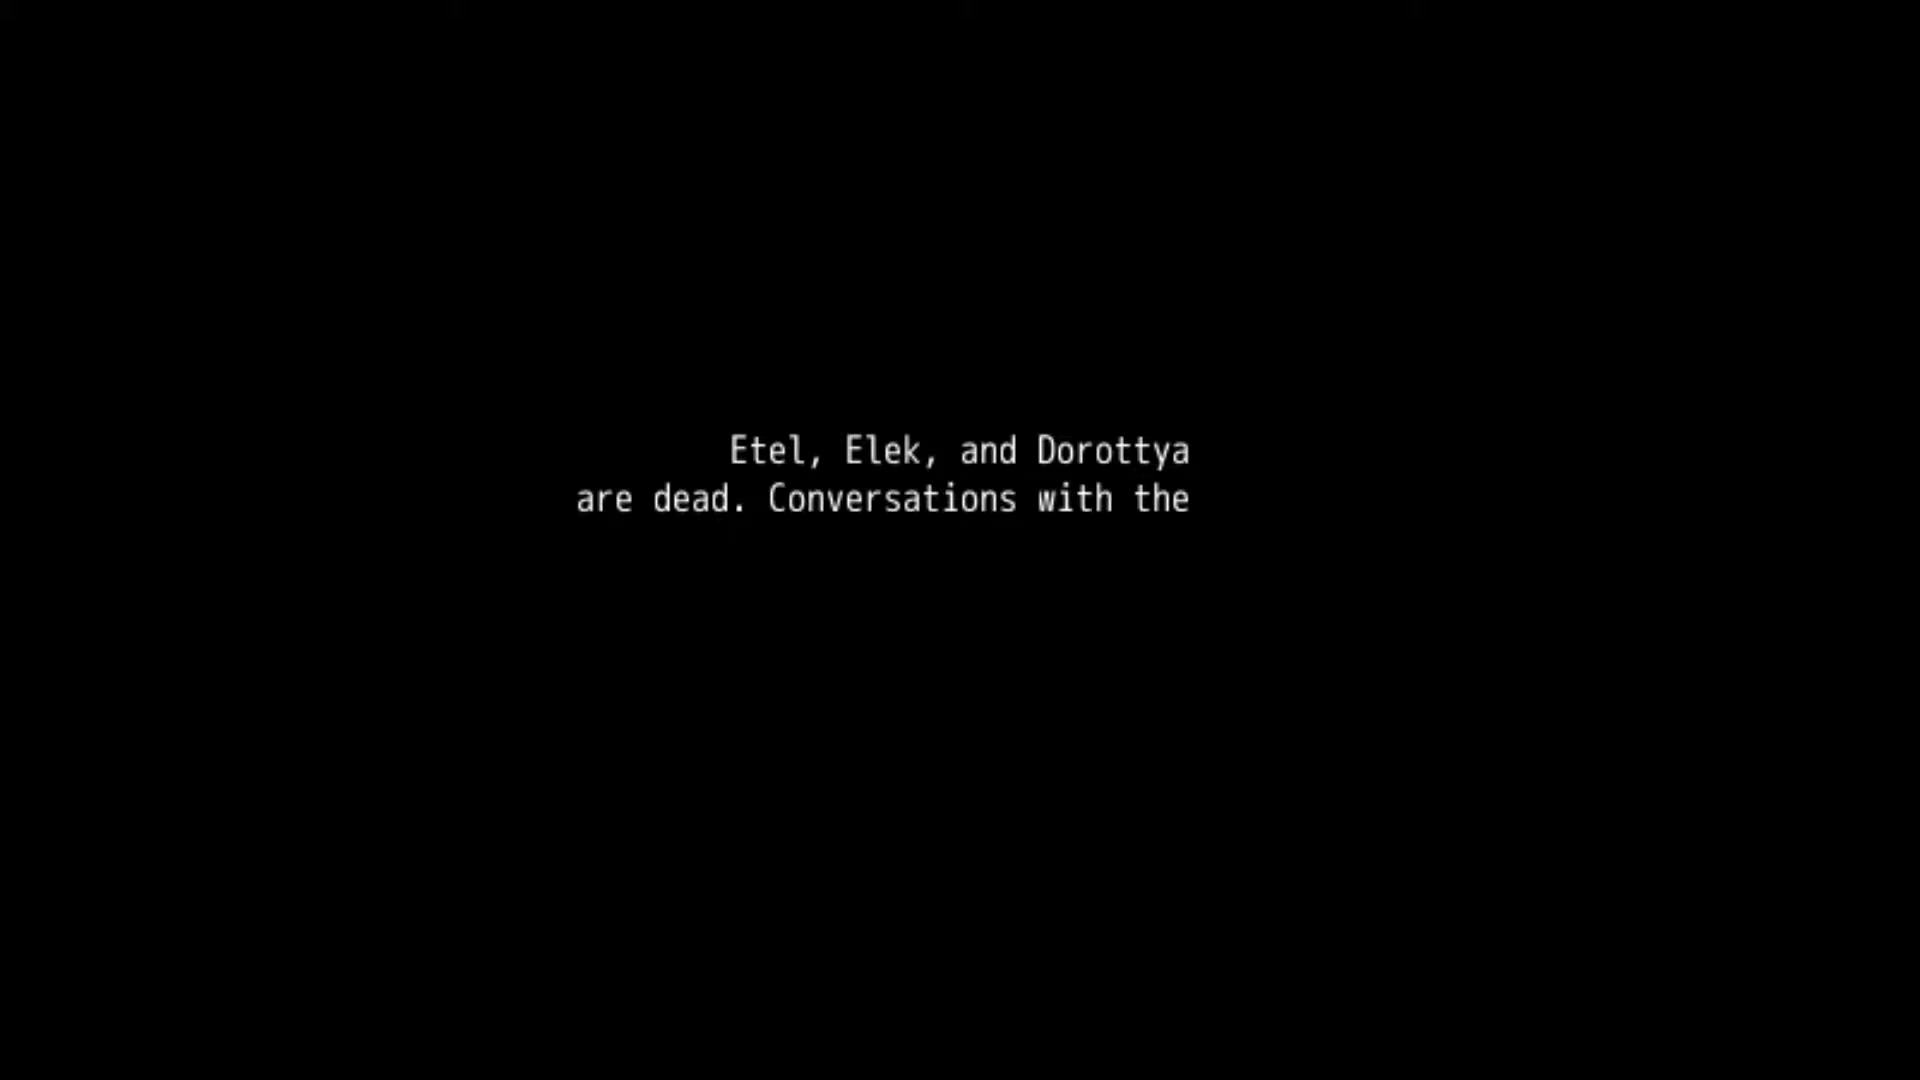 Etel, Elek, and Dorottya
are dead. Conversations with the